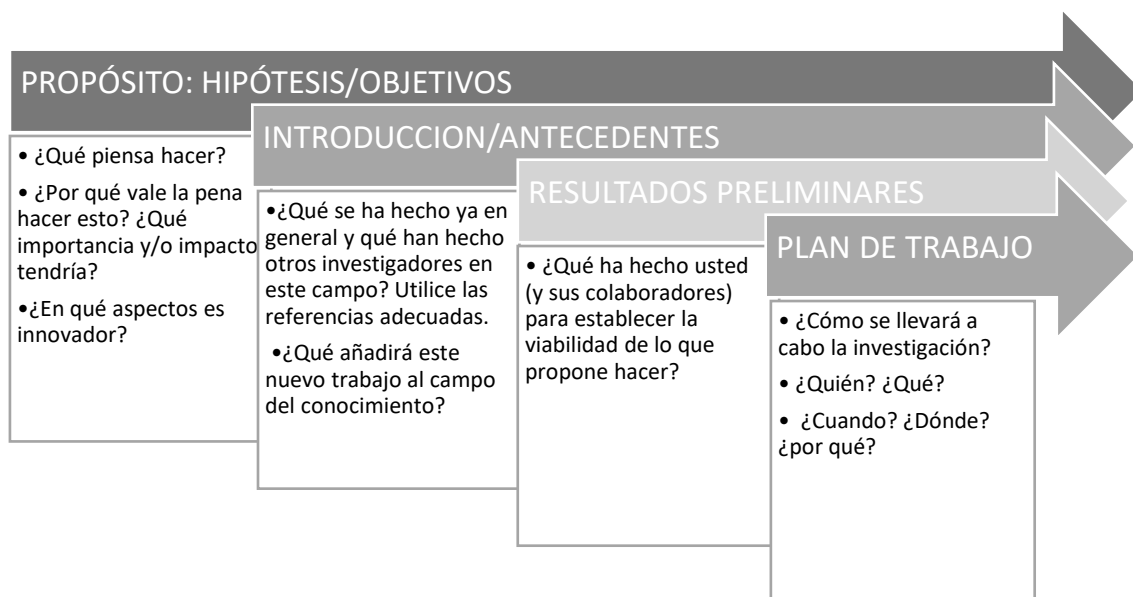 PROPÓSITO: HIPÓTESIS/OBJETIVOS
• ¿Qué piensa hacer?
• ¿Por qué vale la pena
hacer esto? ¿Qué
importancia y/o impacto
tendría?
•¿En qué aspectos es
innovador?
INTRODUCCION/ANTECEDENTES
•¿Qué se ha hecho ya en
general y qué han hecho
otros investigadores en
este campo? Utilice las
referencias adecuadas.
•¿Qué añadirá este
nuevo trabajo al campo
del conocimiento?
RESULTADOS PRELIMINARES
• ¿Qué ha hecho usted
(y sus colaboradores)
para establecer la
viabilidad de lo que
propone hacer?
PLAN DE TRABAJO
• ¿Cómo se llevará a
cabo la investigación?
• ¿Quién? ¿Qué?
• ¿Cuando? ¿Dónde?
¿por qué?